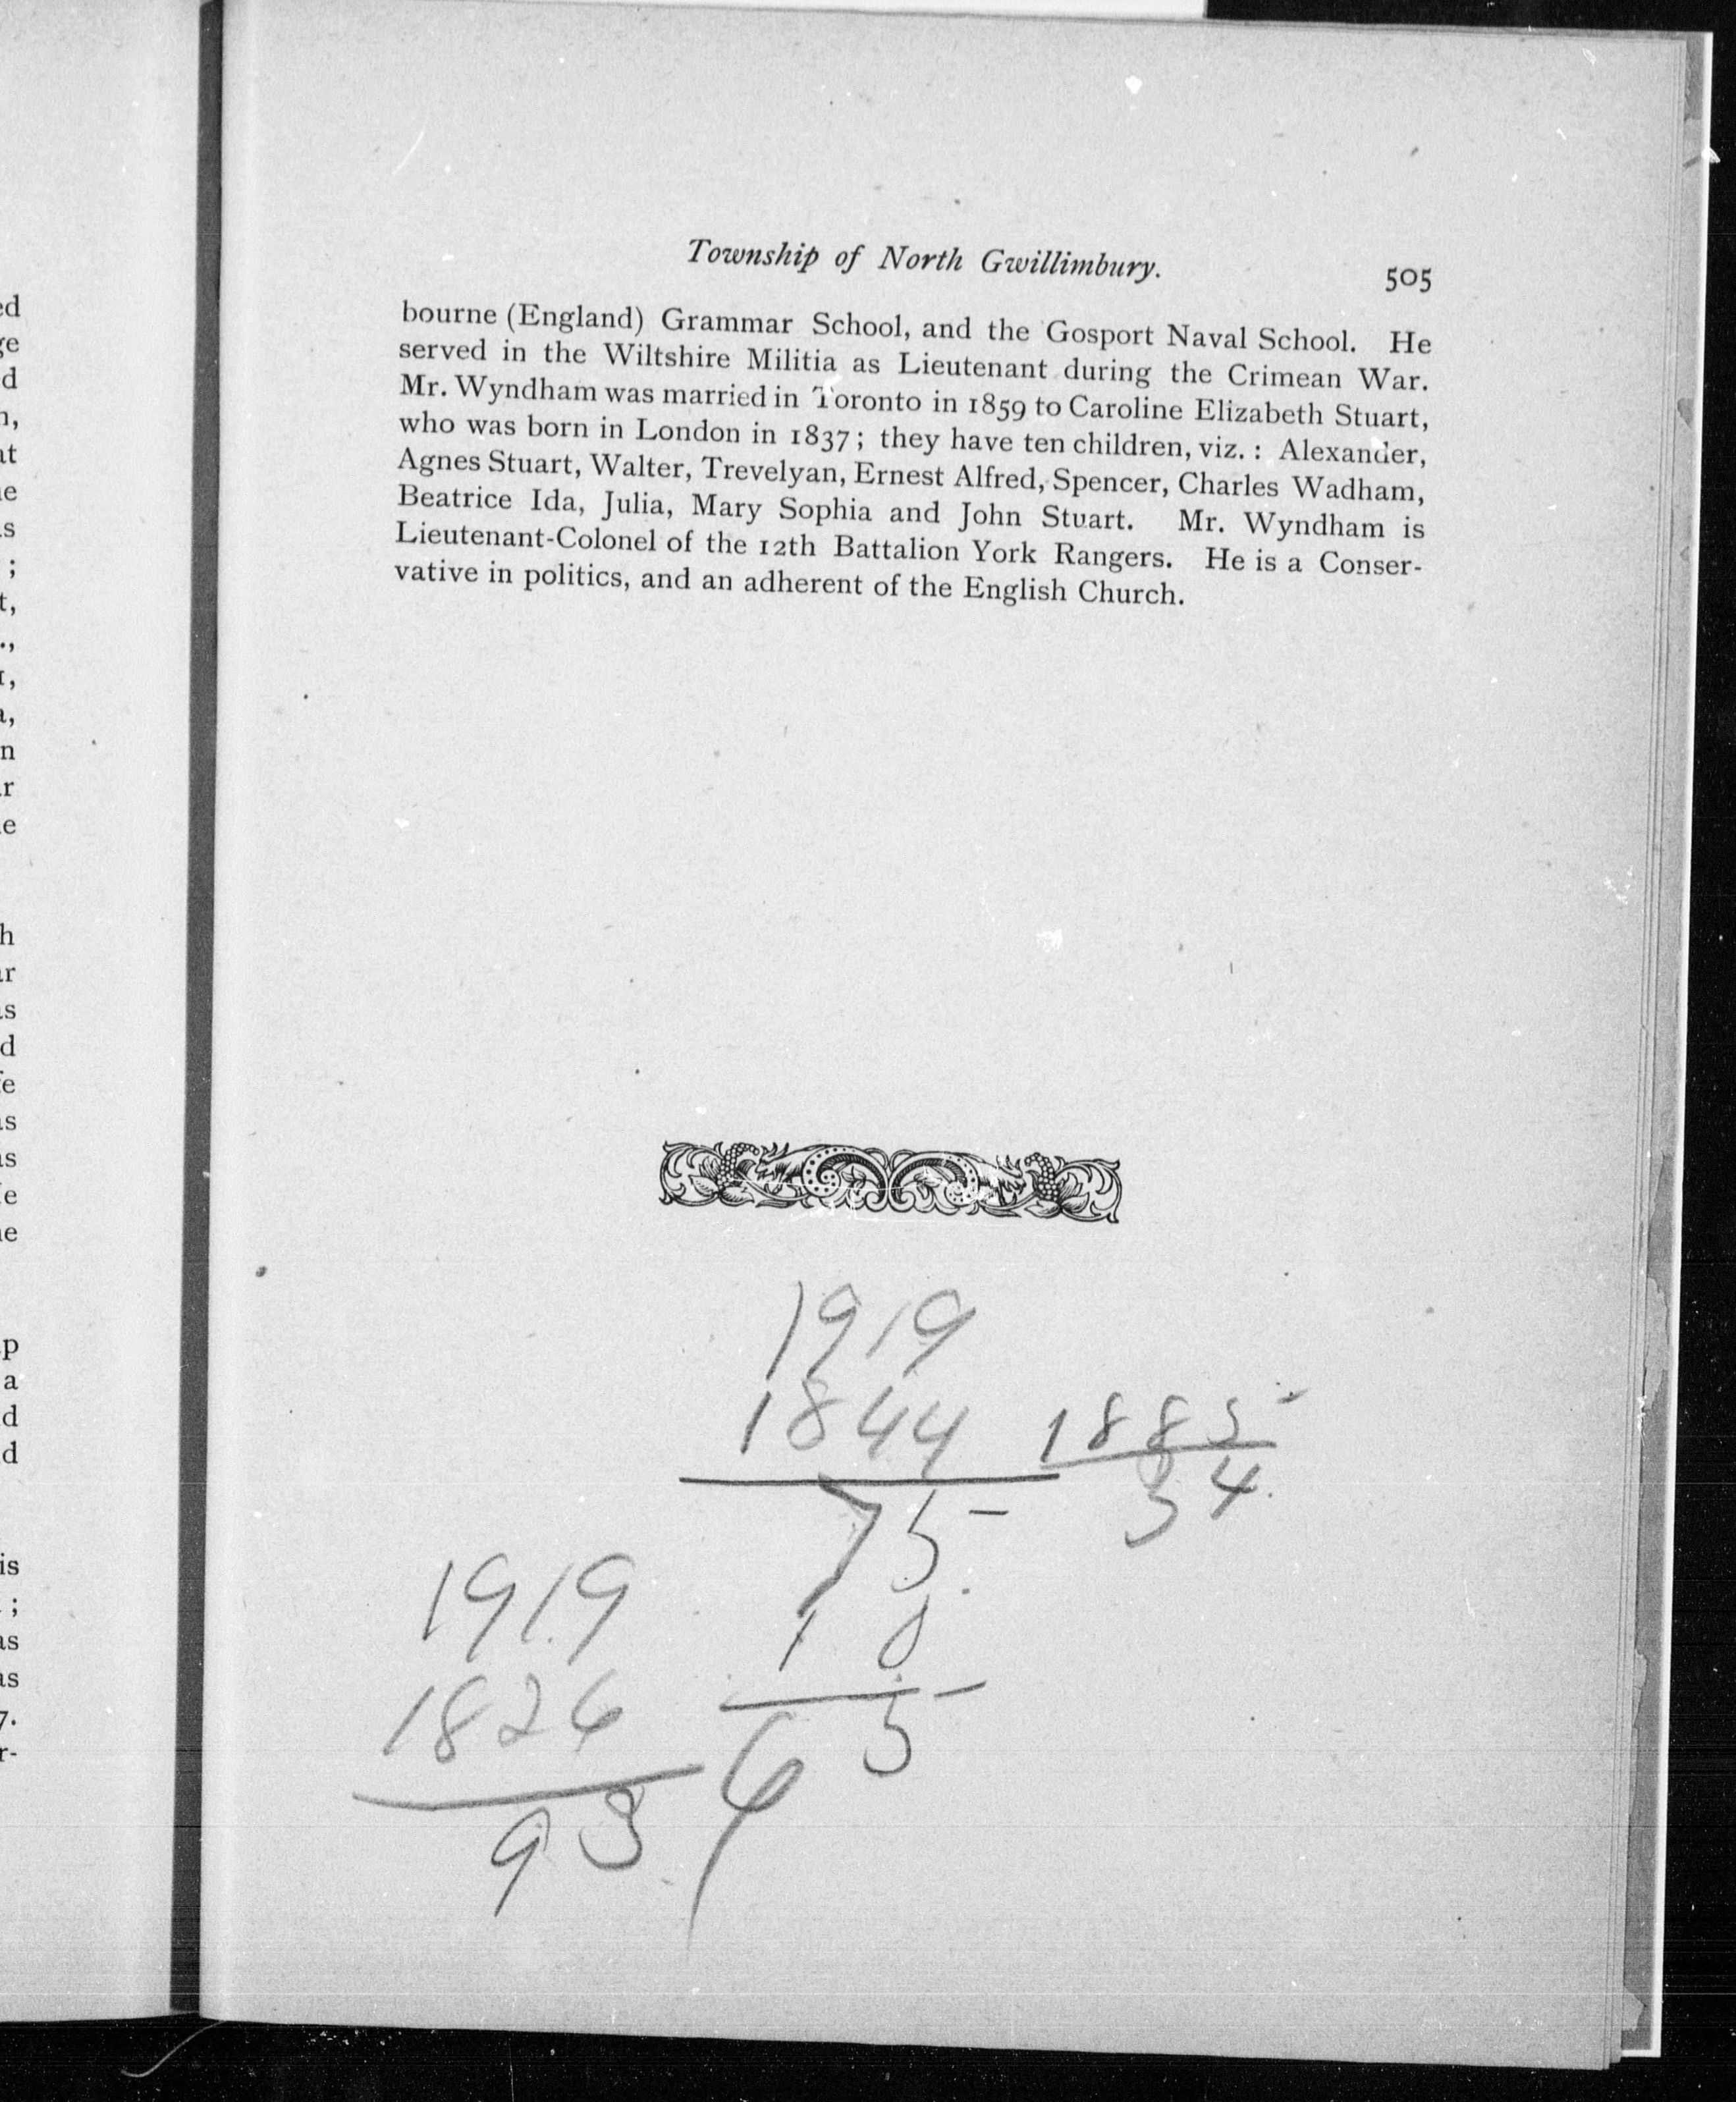 Township of North Gwillimbury. 505
bourne (England) Grammar School, and the Gosport Naval School. He
served in the Wiltshire Militia as Lieutenant during the Crimean War.
Mr. Wyndham was married in Toronto in 1859 to Caroline Elizabeth Stuart,
who was born in London in 1837; they have ten children, viz.: Alexander,
Agnes Stuart, Walter, Trevelyan, Ernest Alfred, Spencer, Charles Wadham,
Beatrice Ida, Julia, Mary Sophia and John Stuart. Mr. Wyndham is
Lieutenant-Colonel of the 12th Battalion York Rangers. He is a Conser-
vative in politics, and an adherent of the English Church.
1919
1844
75
10
65
1885
34
1919
1826
93